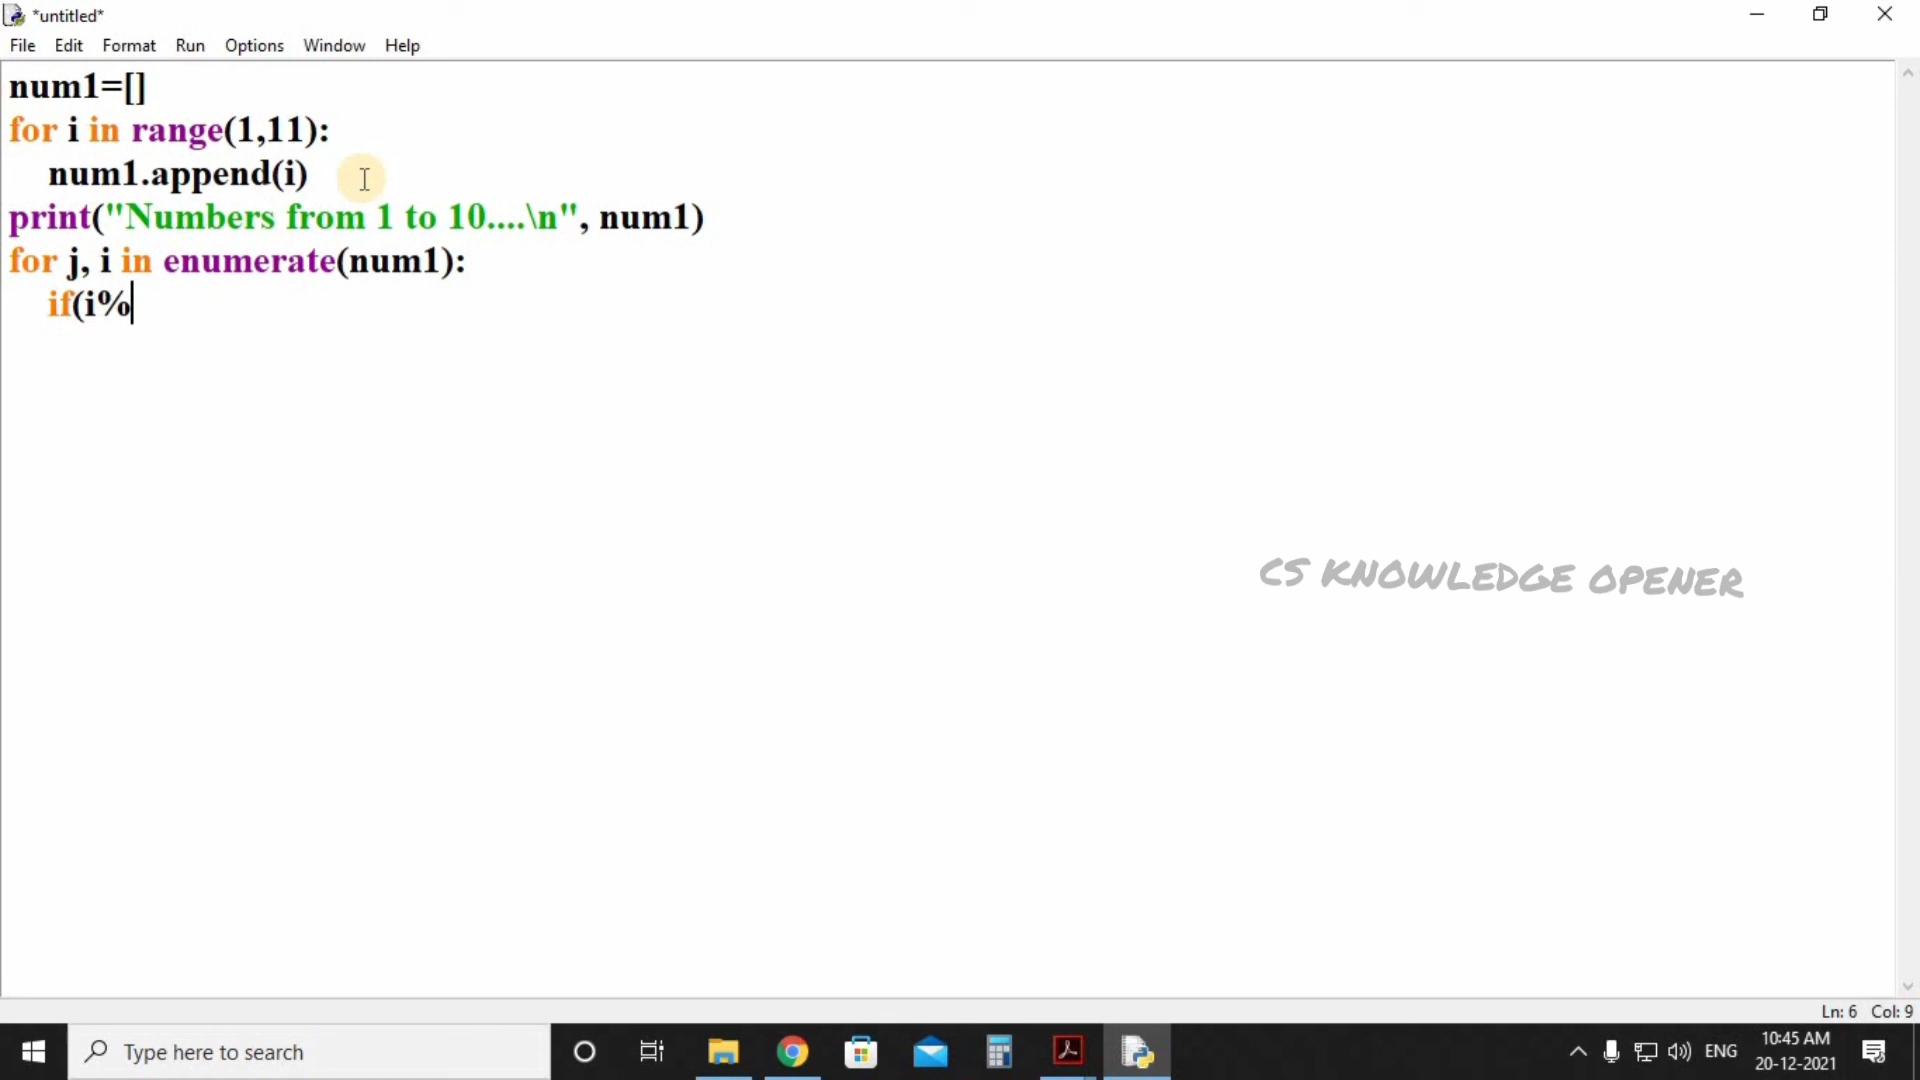 *untitled*
File Edit Format Run Options Window Help
num1=[]
for i in range(1,11):
    num1.append(i)
print("Numbers from 1 to 10....\n", num1)
for j, i in enumerate(num1):
    if(i%
CS KNOWLEDGE OPENER
Ln: 6 Col: 9
Type here to search
ENG
10:45 AM
20-12-2021